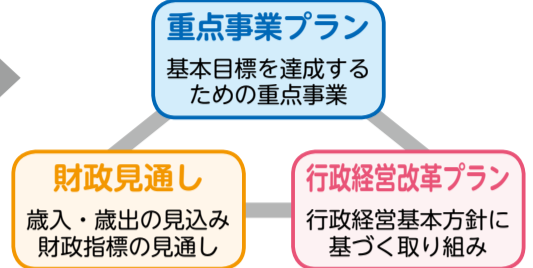 重点事業プラン
基本目標を達成する
ための重点事業
財政見通し
歳入・歳出の見込み
財政指標の見通し
行政経営改革プラン
行政経営基本方針に
基づく取り組み